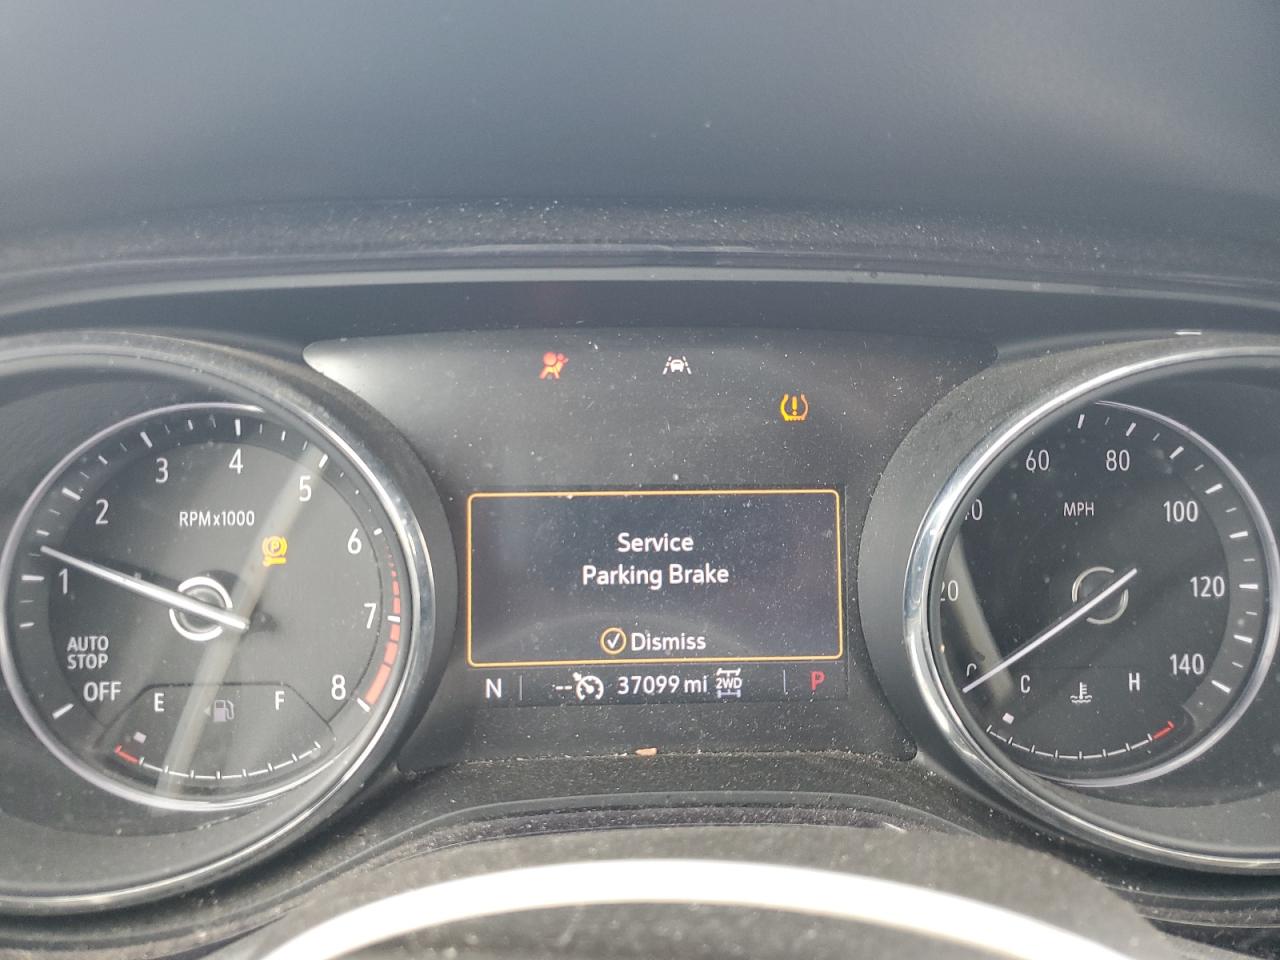 1
2
3
4
5
6
7
8
RPMx1000
P
AUTO
STOP
OFF
E
F
Service
Parking Brake
Dismiss
N
--
37099 mi
2WD
P
60
80
100
120
140
MPH
C
H